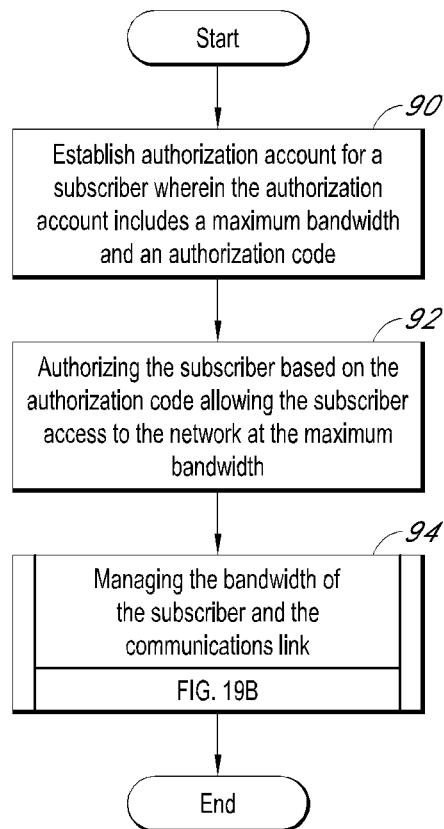 Start
90
Establish authorization account for a
subscriber wherein the authorization
account includes a maximum bandwidth
and an authorization code
92
Authorizing the subscriber based on the
authorization code allowing the subscriber
access to the network at the maximum
bandwidth
94
Managing the bandwidth of
the subscriber and the
communications link
FIG. 19B
End